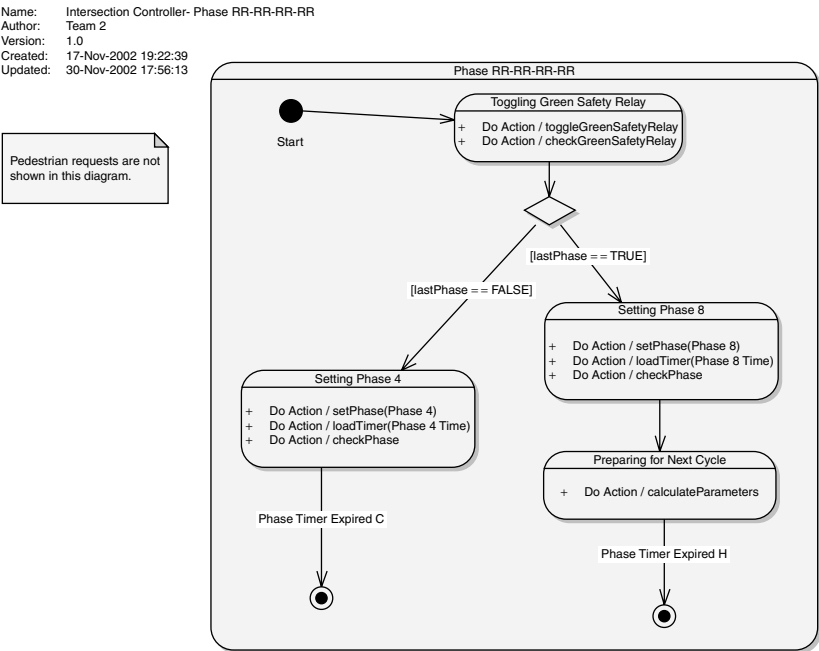 Name: Intersection Controller- Phase RR-RR-RR-RR
Author: Team 2
Version: 1.0
Created: 17-Nov-2002 19:22:39
Updated: 30-Nov-2002 17:56:13
Pedestrian requests are not
shown in this diagram.
Phase RR-RR-RR-RR
Start
Toggling Green Safety Relay
+ Do Action / toggleGreenSafetyRelay
+ Do Action / checkGreenSafetyRelay
[lastPhase == TRUE]
[lastPhase == FALSE]
Setting Phase 8
+ Do Action / setPhase(Phase 8)
+ Do Action / loadTimer(Phase 8 Time)
+ Do Action / checkPhase
Setting Phase 4
+ Do Action / setPhase(Phase 4)
+ Do Action / loadTimer(Phase 4 Time)
+ Do Action / checkPhase
Preparing for Next Cycle
+ Do Action / calculateParameters
Phase Timer Expired C
Phase Timer Expired H